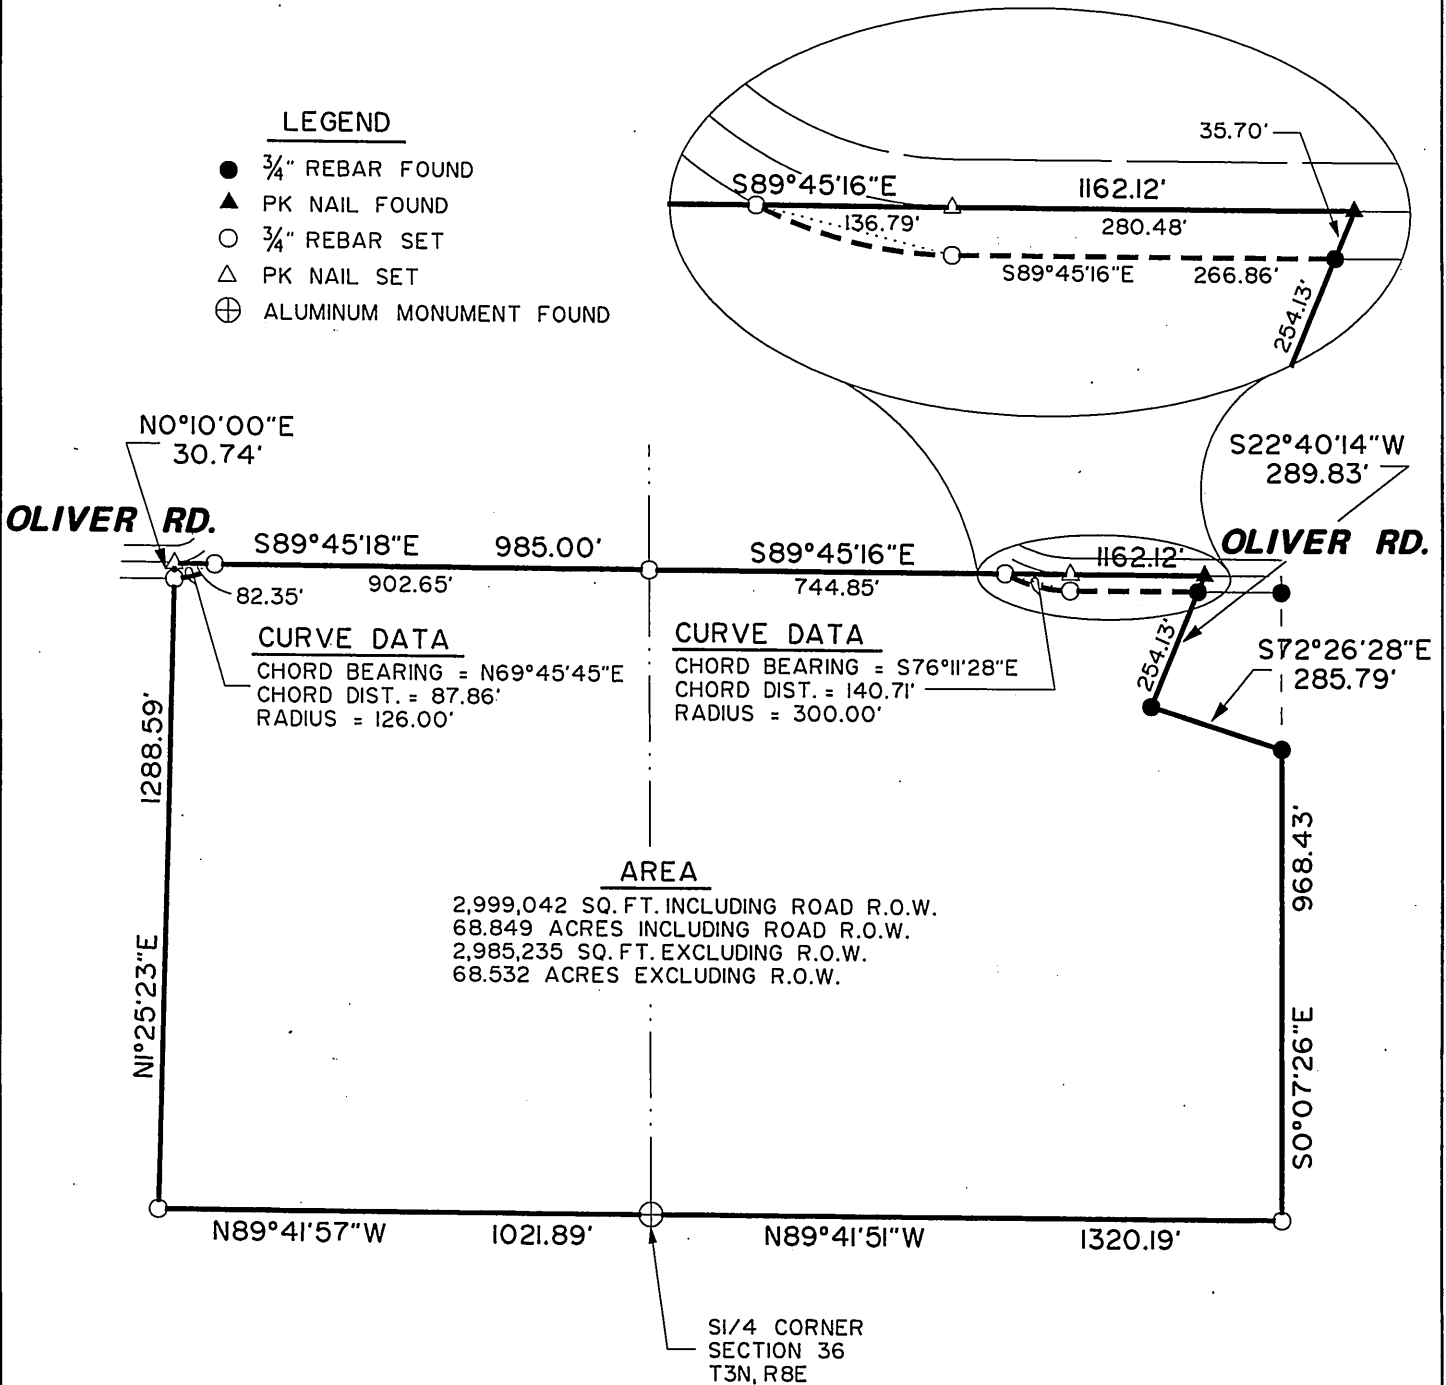 LEGEND
3/4" REBAR FOUND
PK NAIL FOUND
3/4" REBAR SET
PK NAIL SET
ALUMINUM MONUMENT FOUND
35.70'
S89°45'16"E
1162.12'
136.79'
280.48'
S89°45'16"E
266.86'
254.13'
N0°10'00"E
30.74'
S22°40'14"W
289.83'
OLIVER RD.
OLIVER RD.
S89°45'18"E
985.00'
S89°45'16"E
1162.12'
902.65'
744.85'
82.35'
CURVE DATA
CHORD BEARING = N69°45'45"E
CHORD DIST. = 87.86'
RADIUS = 126.00'
CURVE DATA
CHORD BEARING = S76°11'28"E
CHORD DIST. = 140.71'
RADIUS = 300.00'
254.13'
S72°26'28"E
285.79'
1288.59'
N1°25'23"E
968.43'
S0°07'26"E
AREA
2,999,042 SQ. FT. INCLUDING ROAD R.O.W.
68.849 ACRES INCLUDING ROAD R.O.W.
2,985,235 SQ. FT. EXCLUDING R.O.W.
68.532 ACRES EXCLUDING R.O.W.
N89°41'57"W
1021.89'
N89°41'51"W
1320.19'
S1/4 CORNER
SECTION 36
T3N, R8E